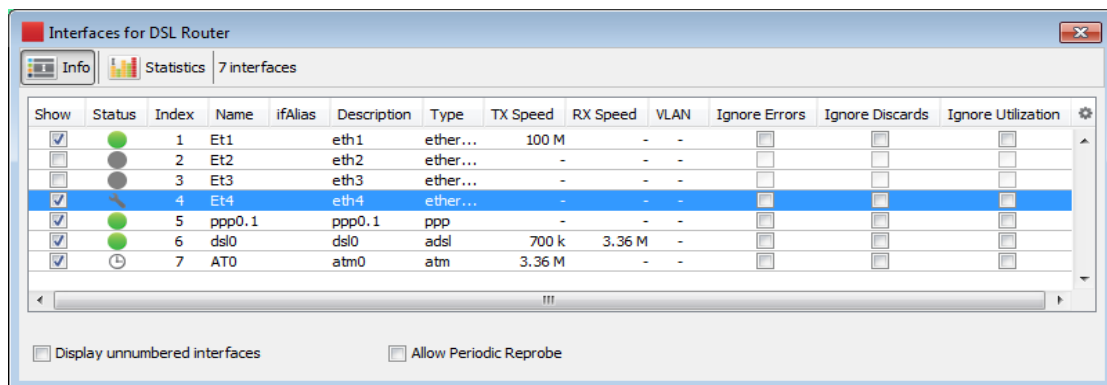 Interfaces for DSL Router
Info Statistics 7 interfaces
Show Status Index Name ifAlias Description Type TX Speed RX Speed VLAN Ignore Errors Ignore Discards Ignore Utilization
1 Et1 eth1 ether... 100 M - -
2 Et2 eth2 ether... - - -
3 Et3 eth3 ether... - - -
4 Et4 eth4 ether... - - -
5 ppp0.1 ppp0.1 ppp - - -
6 dsl0 dsl0 adsl 700 k 3.36 M -
7 AT0 atm0 atm 3.36 M - -
Display unnumbered interfaces Allow Periodic Reprobe